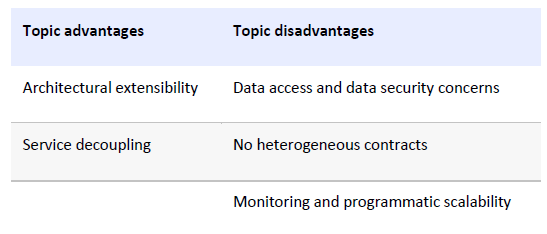 Topic advantages Topic disadvantages
Architectural extensibility Data access and data security concerns
Service decoupling No heterogeneous contracts
Monitoring and programmatic scalability